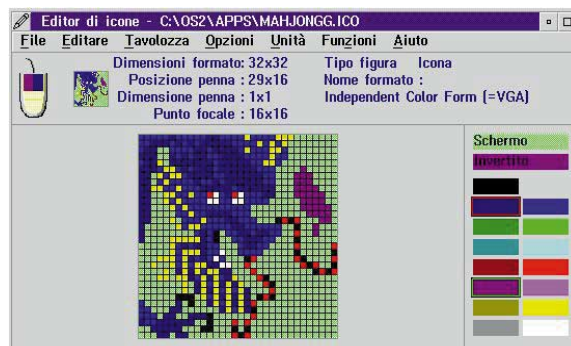 Editor di icone - C:\OS2\APPS\MAHJONGG.ICO
File Editare Tavolozza Opzioni Unità Funzioni Aiuto
Dimensioni formato: 32x32 Tipo figura Icona
Posizione penna : 29x16 Nome formato :
Dimensione penna : 1x1 Independent Color Form (=VGA)
Punto focale : 16x16
Schermo
Invertito